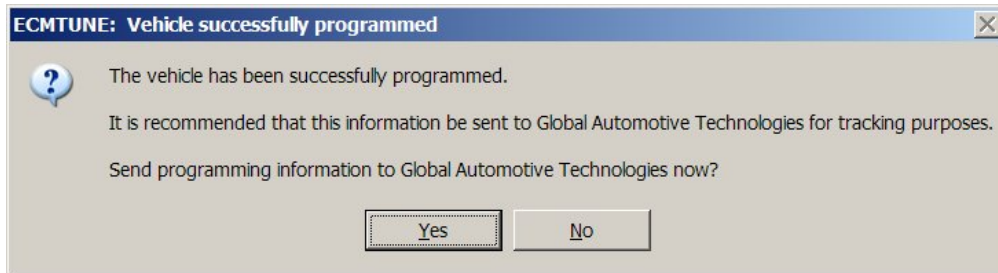 ECMTUNE: Vehicle successfully programmed
The vehicle has been successfully programmed.
It is recommended that this information be sent to Global Automotive Technologies for tracking purposes.
Send programming information to Global Automotive Technologies now?
Yes No